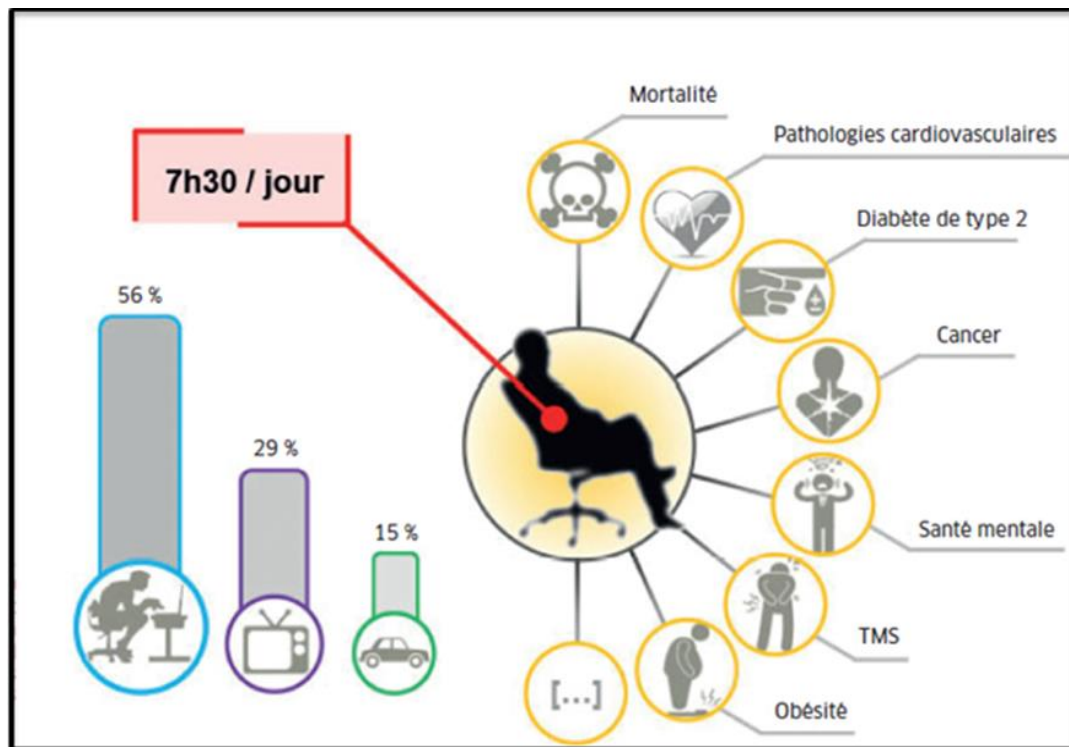 Mortalité
Pathologies cardiovasculaires
7h30 / jour
Diabète de type 2
56 %
Cancer
29 %
15 %
Santé mentale
TMS
[...]
Obésité